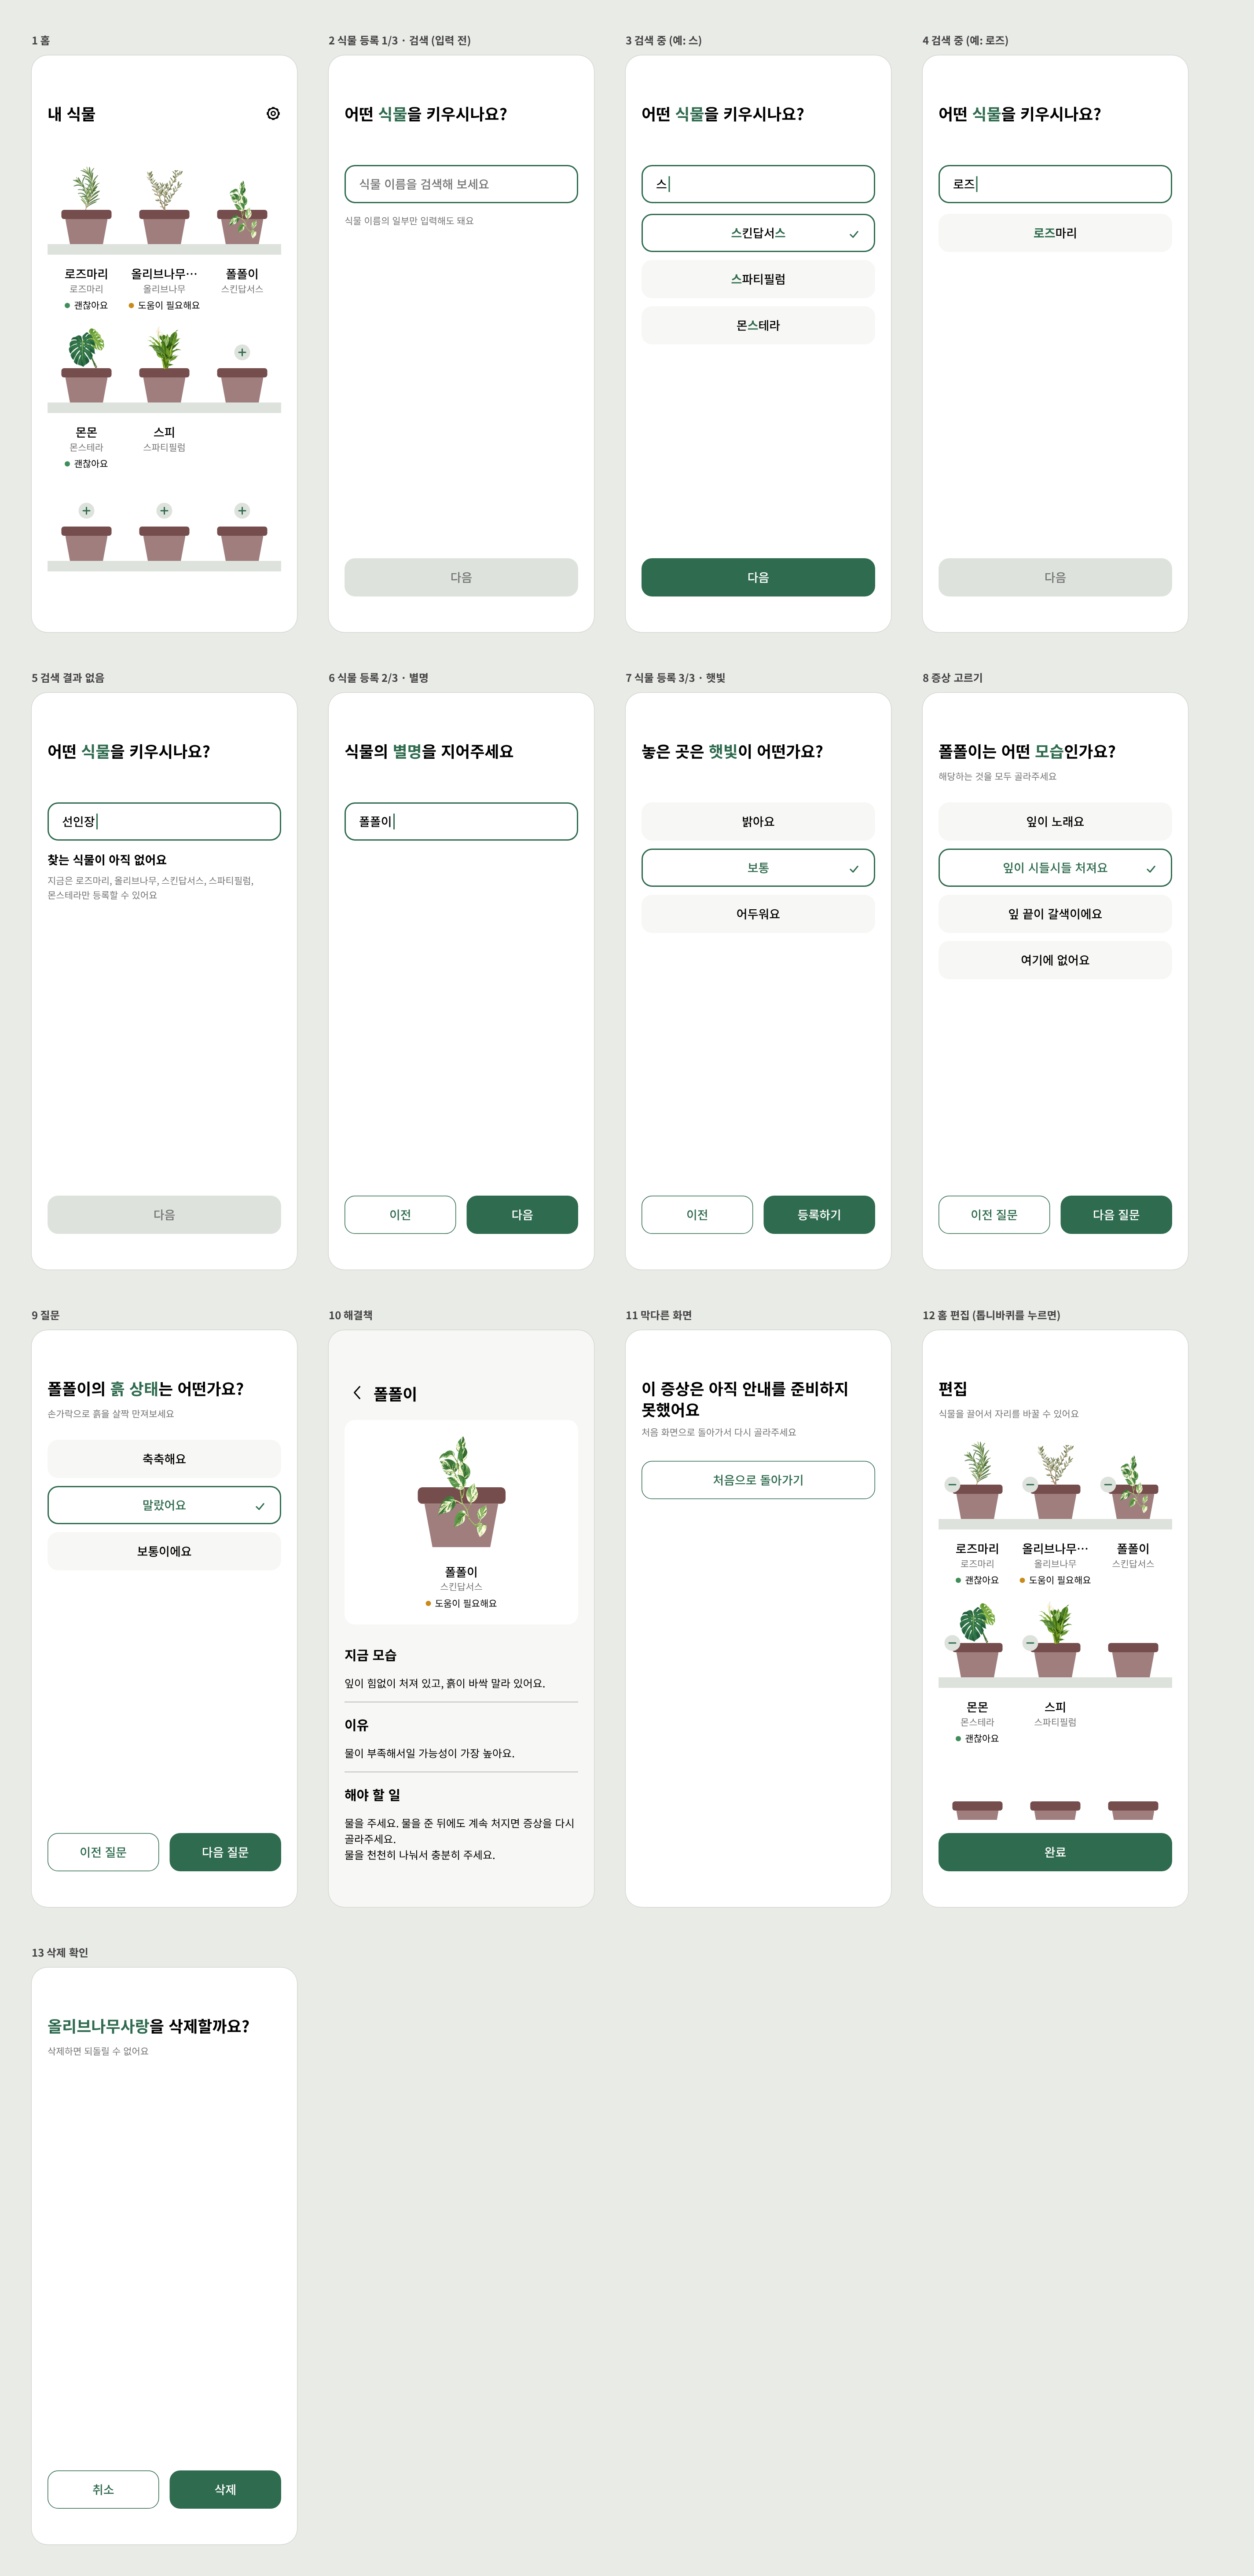 1 홈
내 식물
로즈마리
올리브나무…
폴폴이
로즈마리
올리브나무
스킨답서스
괜찮아요
도움이 필요해요
몬몬
스피
몬스테라
스파티필럼
괜찮아요
2 식물 등록 1/3 · 검색 (입력 전)
어떤 식물을 키우시나요?
식물 이름을 검색해 보세요
식물 이름의 일부만 입력해도 돼요
다음
3 검색 중 (예: 스)
어떤 식물을 키우시나요?
스
스킨답서스
스파티필럼
몬스테라
다음
4 검색 중 (예: 로즈)
어떤 식물을 키우시나요?
로즈
로즈마리
다음
5 검색 결과 없음
어떤 식물을 키우시나요?
선인장
찾는 식물이 아직 없어요
지금은 로즈마리, 올리브나무, 스킨답서스, 스파티필럼,
몬스테라만 등록할 수 있어요
다음
6 식물 등록 2/3 · 별명
식물의 별명을 지어주세요
폴폴이
이전
다음
7 식물 등록 3/3 · 햇빛
놓은 곳은 햇빛이 어떤가요?
밝아요
보통
어두워요
이전
등록하기
8 증상 고르기
폴폴이는 어떤 모습인가요?
해당하는 것을 모두 골라주세요
잎이 노래요
잎이 시들시들 처져요
잎 끝이 갈색이에요
여기에 없어요
이전 질문
다음 질문
9 질문
폴폴이의 흙 상태는 어떤가요?
손가락으로 흙을 살짝 만져보세요
축축해요
말랐어요
보통이에요
이전 질문
다음 질문
10 해결책
폴폴이
폴폴이
스킨답서스
도움이 필요해요
지금 모습
잎이 힘없이 처져 있고, 흙이 바싹 말라 있어요.
이유
물이 부족해서일 가능성이 가장 높아요.
해야 할 일
물을 주세요. 물을 준 뒤에도 계속 처지면 증상을 다시
골라주세요.
물을 천천히 나눠서 충분히 주세요.
11 막다른 화면
이 증상은 아직 안내를 준비하지
못했어요
처음 화면으로 돌아가서 다시 골라주세요
처음으로 돌아가기
12 홈 편집 (톱니바퀴를 누르면)
편집
식물을 끌어서 자리를 바꿀 수 있어요
로즈마리
올리브나무…
폴폴이
로즈마리
올리브나무
스킨답서스
괜찮아요
도움이 필요해요
몬몬
스피
몬스테라
스파티필럼
괜찮아요
완료
13 삭제 확인
올리브나무사랑을 삭제할까요?
삭제하면 되돌릴 수 없어요
취소
삭제